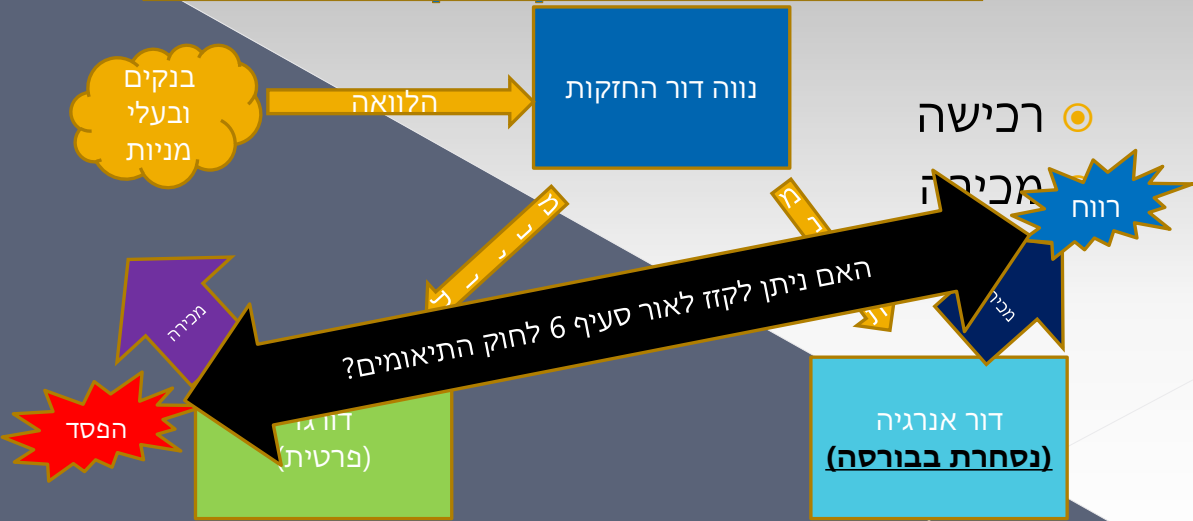 בנקים
ובעלי
מניות
הלוואה
נווה דור החזקות
רכישה
מכירה
רווח
האם ניתן לקזז לאור סעיף 6 לחוק התיאומים?
מכירה
הפסד
(פרטית)
דור אנרגיה
(נסחרת בבורסה)